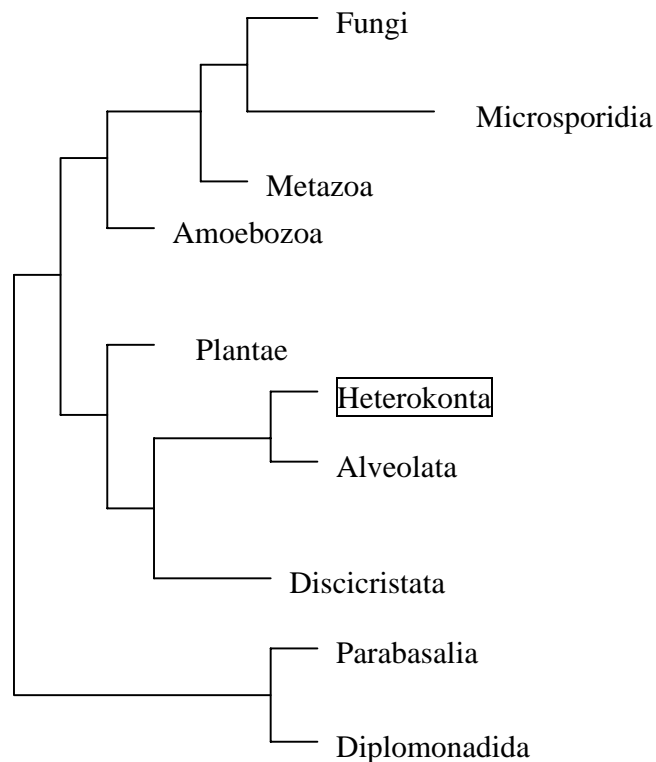 Fungi
Microsporidia
Metazoa
Amoebozoa
Plantae
Heterokonta
Alveolata
Discicristata
Parabasalia
Diplomonadida